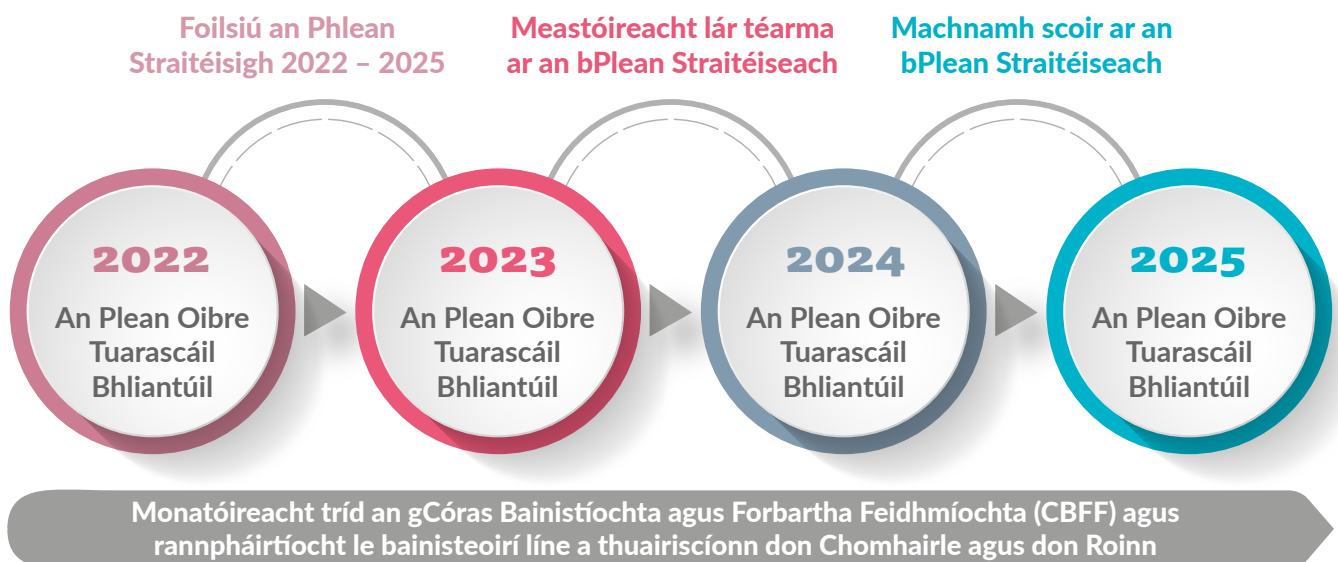 Foilsiú an Phlean
Straitéisigh 2022 – 2025
Meastóireacht lár téarma
ar an bPlean Straitéiseach
Machnamh scoir ar an
bPlean Straitéiseach
2022
An Plean Oibre
Tuarascáil
Bhliantúil
2023
An Plean Oibre
Tuarascáil
Bhliantúil
2024
An Plean Oibre
Tuarascáil
Bhliantúil
2025
An Plean Oibre
Tuarascáil
Bhliantúil
Monatóireacht tríd an gCóras Bainistíochta agus Forbartha Feidhmíochta (CBFF) agus
rannpháirtíocht le bainisteoirí líne a thuairiscíonn don Chomhairle agus don Roinn